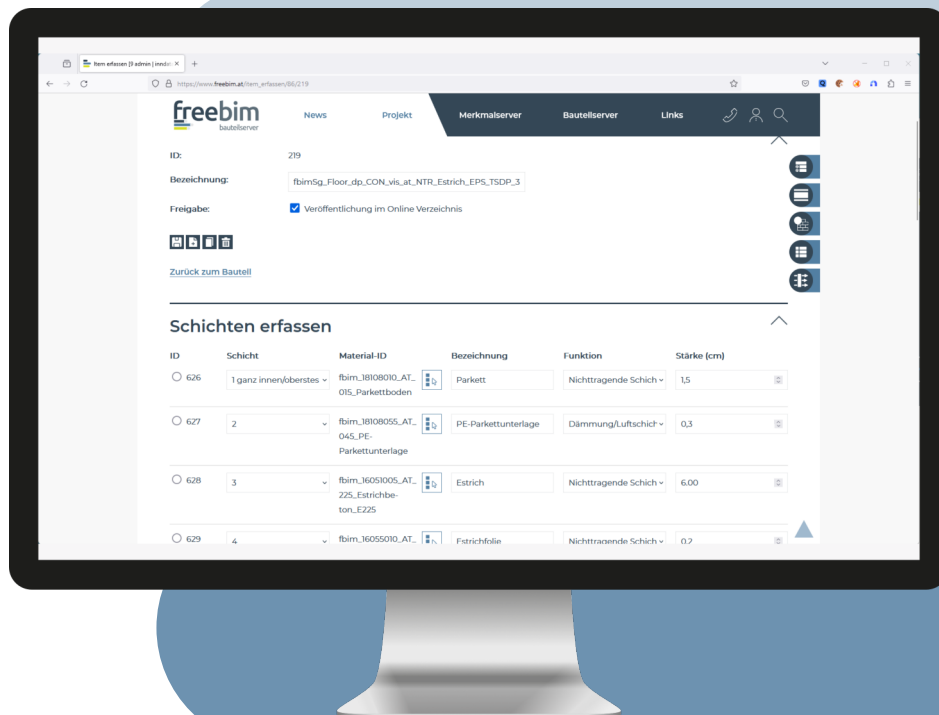 Item erfassen [9 admin | inndata
https://www.freebim.at/item_erfassen/86/219
freebim
bauteilserver
News Projekt Merkmalserver Bauteilserver Links
ID: 219
Bezeichnung: fbimSg_Floor_dp_CON_vis_at_NTR_Estrich_EPS_TSDP_3
Freigabe: Veröffentlichung im Online Verzeichnis
Zurück zum Bauteil
Schichten erfassen
ID Schicht Material-ID Bezeichnung Funktion Stärke (cm)
626 1 ganz innen/oberstes fbim_18108010_AT_ Parkett Nichttragende Schich 1,5
015_Parkettboden
627 2 fbim_18108055_AT_ PE-Parkettunterlage Dämmung/Luftschich 0,3
045_PE-
Parkettunterlage
628 3 fbim_16051005_AT_ Estrich Nichttragende Schich 6.00
225_Estrichbe-
ton_E225
629 4 fbim_16055010_AT_ Estrichfolie Nichttragende Schich 0,2